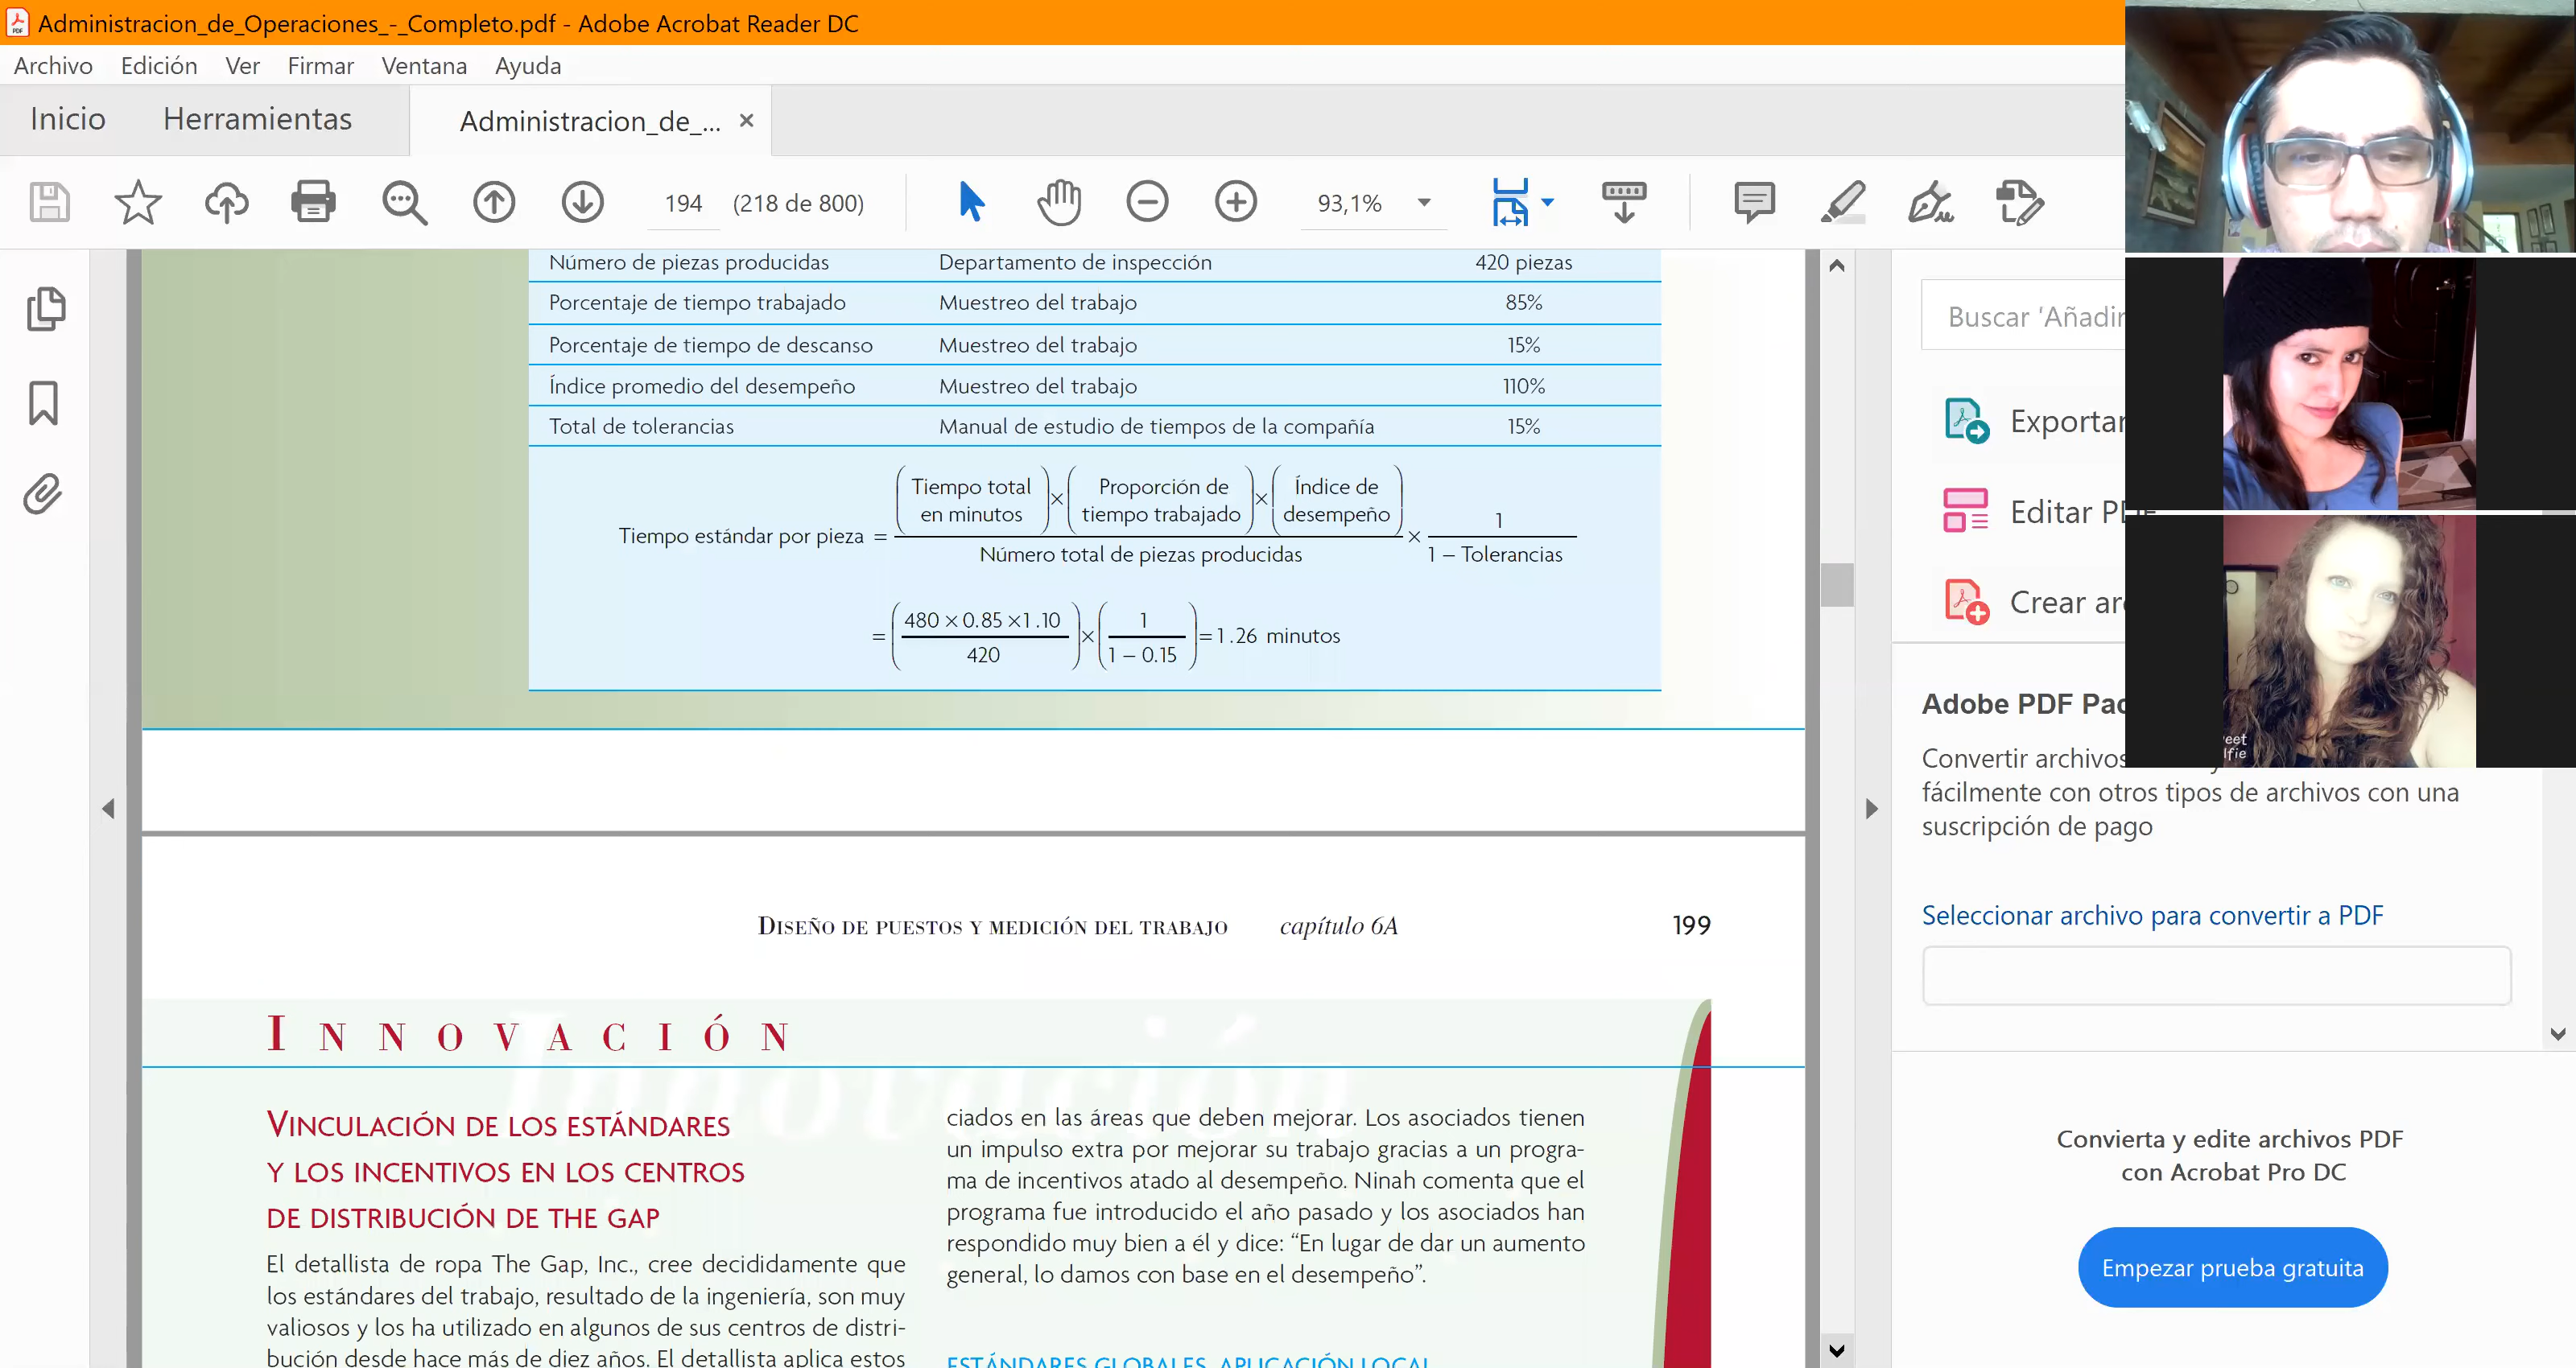 Administracion_de_Operaciones_-_Completo.pdf - Adobe Acrobat Reader DC
Archivo Edición Ver Firmar Ventana Ayuda
Inicio Herramientas Administracion_de_... ×
194 (218 de 800) 93,1%
Número de piezas producidas Departamento de inspección 420 piezas
Porcentaje de tiempo trabajado Muestreo del trabajo 85%
Porcentaje de tiempo de descanso Muestreo del trabajo 15%
Índice promedio del desempeño Muestreo del trabajo 110%
Total de tolerancias Manual de estudio de tiempos de la compañía 15%
Tiempo estándar por pieza = ((Tiempo total en minutos) × (Proporción de tiempo trabajado) × (Índice de desempeño)) / Número total de piezas producidas × 1 / (1 – Tolerancias)
= (480 × 0.85 × 1.10 / 420) × (1 / (1 – 0.15)) = 1.26 minutos
DISEÑO DE PUESTOS Y MEDICIÓN DEL TRABAJO capítulo 6A 199
INNOVACIÓN
Innovación
VINCULACIÓN DE LOS ESTÁNDARES
Y LOS INCENTIVOS EN LOS CENTROS
DE DISTRIBUCIÓN DE THE GAP
El detallista de ropa The Gap, Inc., cree decididamente que
los estándares del trabajo, resultado de la ingeniería, son muy
valiosos y los ha utilizado en algunos de sus centros de distri-
bución desde hace más de diez años. El detallista aplica estos
ciados en las áreas que deben mejorar. Los asociados tienen
un impulso extra por mejorar su trabajo gracias a un progra-
ma de incentivos atado al desempeño. Ninah comenta que el
programa fue introducido el año pasado y los asociados han
respondido muy bien a él y dice: “En lugar de dar un aumento
general, lo damos con base en el desempeño”.
ESTÁNDARES GLOBALES, APLICACIÓN LOCAL
Buscar ‘Añadir
Exportar
Editar PDF
Crear ar
Adobe PDF Pac
Convertir archivos
fácilmente con otros tipos de archivos con una
suscripción de pago
Seleccionar archivo para convertir a PDF
Convierta y edite archivos PDF
con Acrobat Pro DC
Empezar prueba gratuita
eet
lfie